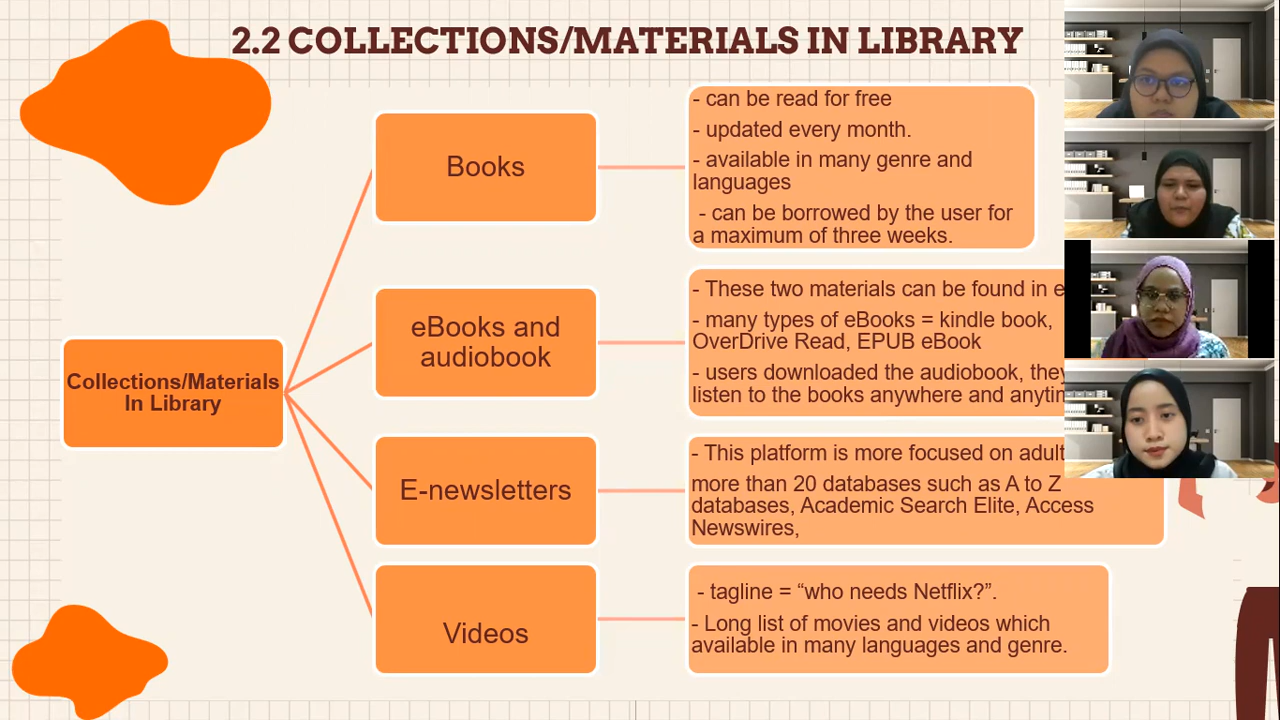 2.2 COLLECTIONS/MATERIALS IN LIBRARY
Collections/Materials
In Library
Books
- can be read for free
- updated every month.
- available in many genre and
languages
- can be borrowed by the user for
a maximum of three weeks.
eBooks and
audiobook
- These two materials can be found in
- many types of eBooks = kindle book,
OverDrive Read, EPUB eBook
- users downloaded the audiobook,
listen to the books anywhere and
E-newsletters
- This platform is more focused on
more than 20 databases such as A to Z
databases, Academic Search Elite, Access
Newswires,
Videos
- tagline = “who needs Netflix?”.
- Long list of movies and videos which
available in many languages and genre.